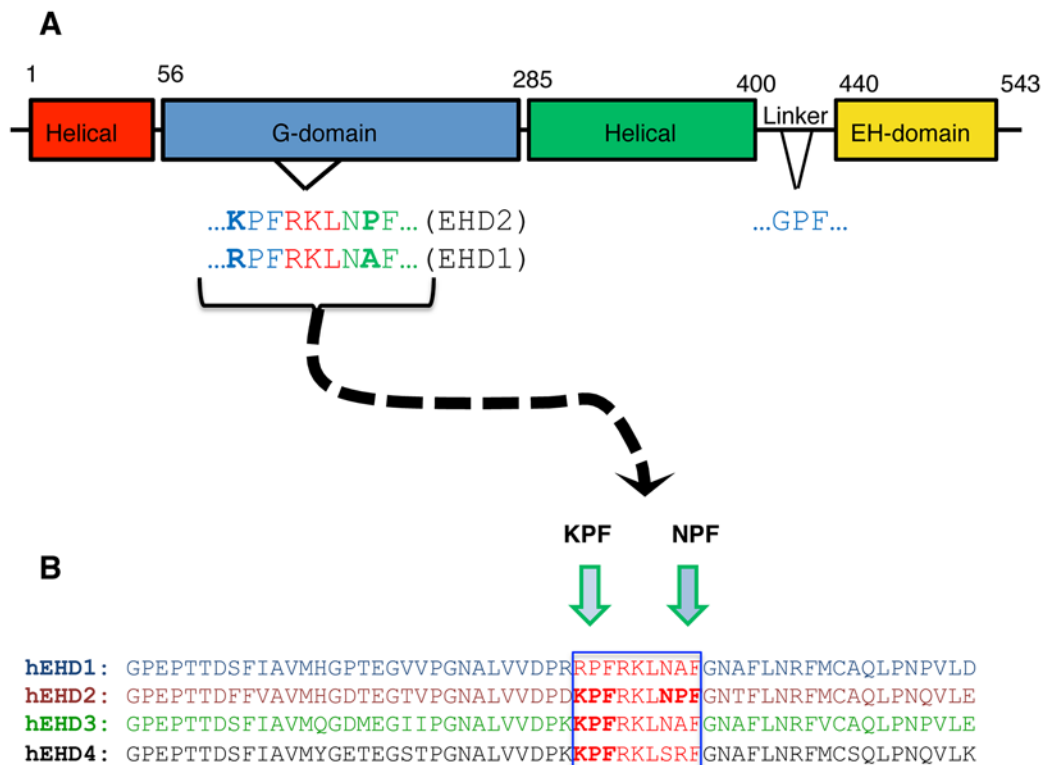 A
1 56 285 400 440 543
Helical G-domain Helical Linker EH-domain
...KPFRKLNPF... (EHD2) ...GPF...
...RPFRKLNAF... (EHD1)
KPF NPF
B
hEHD1: GPEPTTDSFIAVMHGPTEGVVPGNALVVDPRRPFRKLNAFGNAFLNRFMCAQLPNPVLD
hEHD2: GPEPTTDFFVAVMHGDTEGTVPGNALVVDPDKPFRKLNPFGNTFLNRFMCAQLPNQVLE
hEHD3: GPEPTTDSFIAVMQGDMEGIIPGNALVVDPKKPFRKLNAFGNAFLNRFVCAQLPNPVLE
hEHD4: GPEPTTDSFIAVMYGETEGSTPGNALVVDPKKPFRKLSRFGNAFLNRFMCSQLPNQVLK